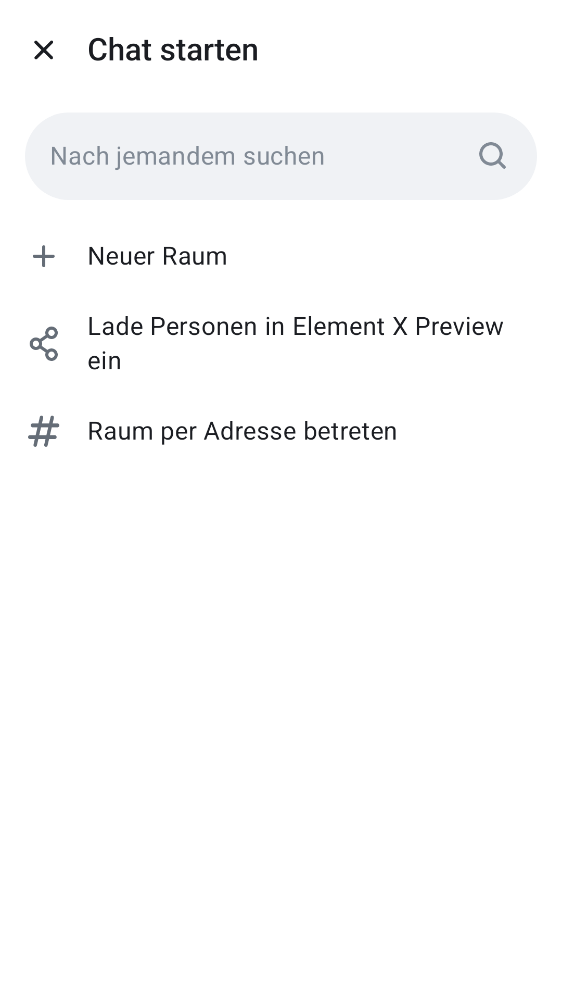 Chat starten
Nach jemandem suchen
Neuer Raum
Lade Personen in Element X Preview
ein
Raum per Adresse betreten